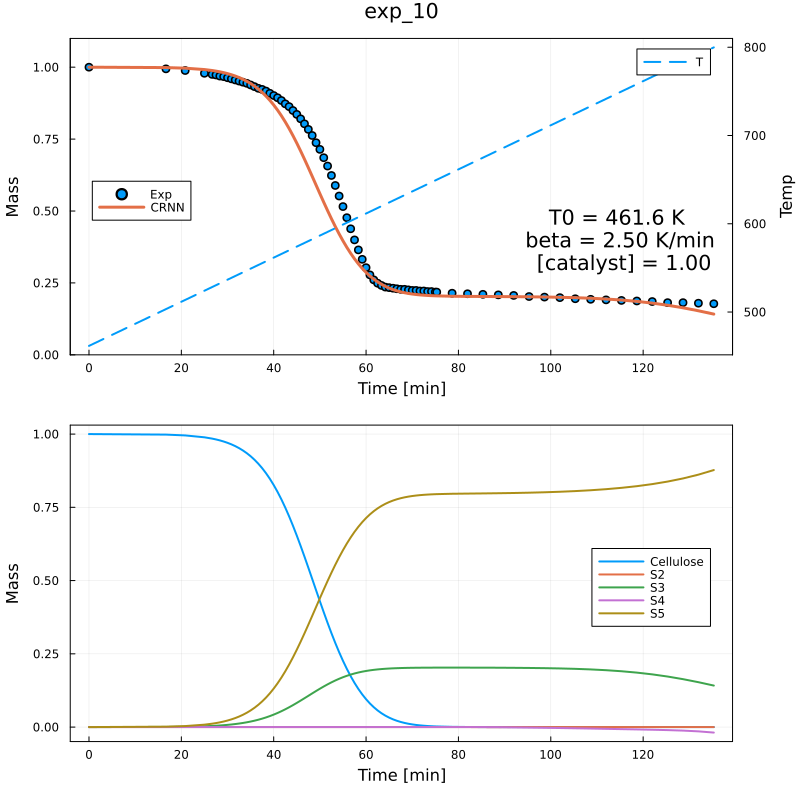 exp_10
1.00
0.75
0.50
0.25
0.00
Mass
800
700
600
500
Temp
T
Exp
CRNN
T0 = 461.6 K
beta = 2.50 K/min
[catalyst] = 1.00
0 20 40 60 80 100 120
Time [min]
1.00
0.75
0.50
0.25
0.00
Mass
Cellulose
S2
S3
S4
S5
0 20 40 60 80 100 120
Time [min]